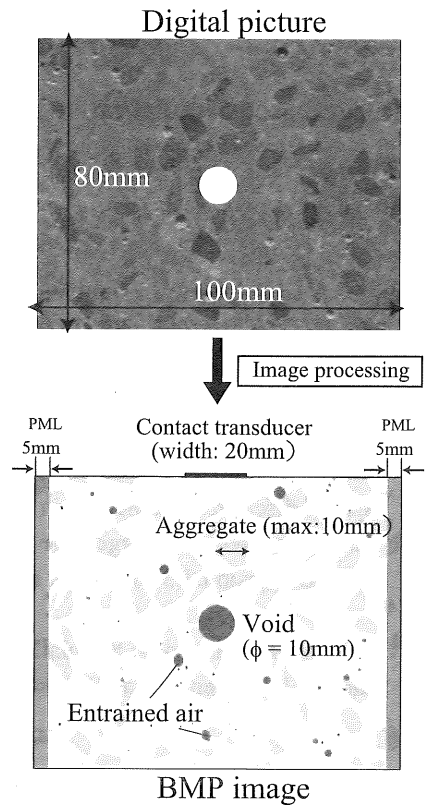 Digital picture
80mm
100mm
Image processing
PML
5mm
Contact transducer
(width: 20mm)
PML
5mm
Aggregate (max:10mm)
Void
(ϕ = 10mm)
Entrained air
BMP image